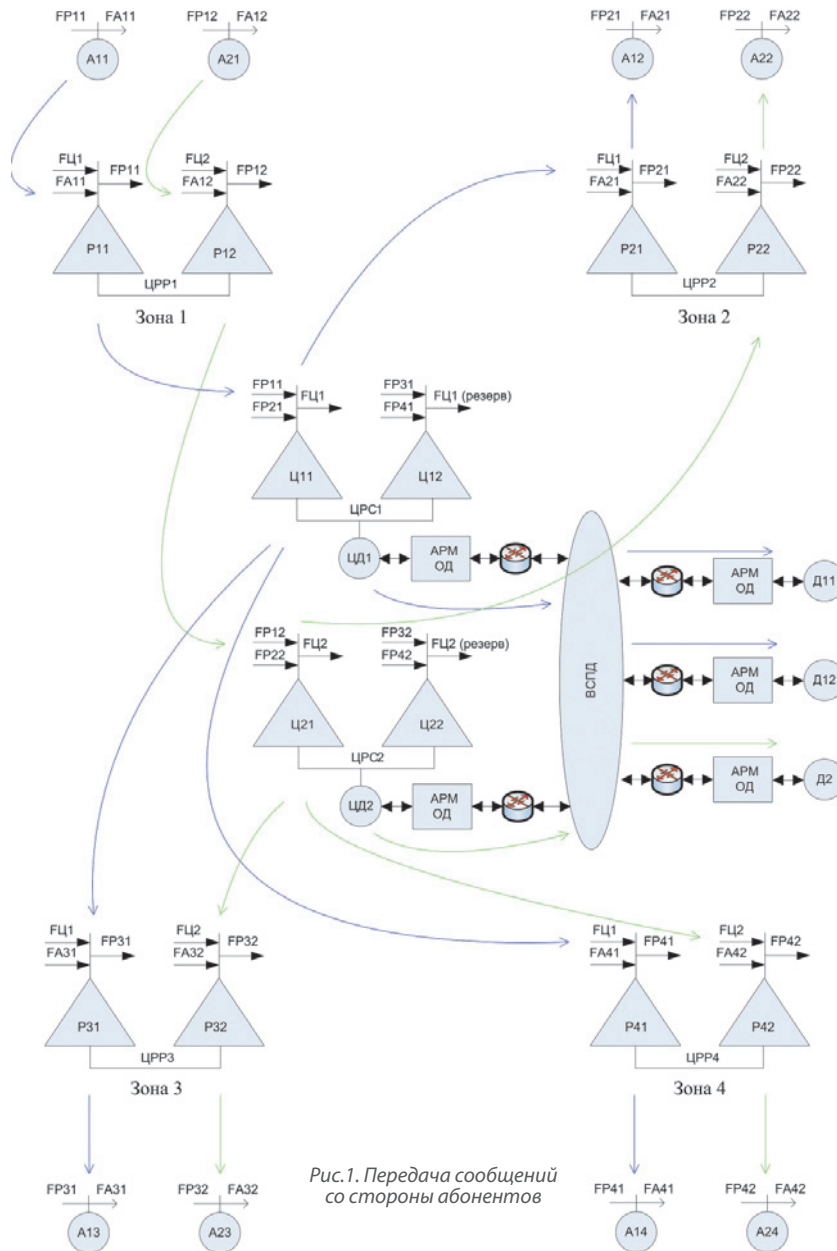 FP11 FA11 FP12 FA12 FP21 FA21 FP22 FA22
A11 A21 A12 A22
FЦ1 FP11 FЦ2 FP12 FЦ1 FP21 FЦ2 FP22
FA11 FA12 FA21 FA22
P11 P12 P21 P22
ЦРР1 ЦРР2
Зона 1 Зона 2
FP11 FЦ1 FP31 FЦ1 (резерв)
FP21 FP41
Ц11 Ц12
ЦРС1
ЦД1 АРМ ОД АРМ ОД Д11
FP12 FЦ2 FP32 FЦ2 (резерв)
FP22 FP42
ВСПД
АРМ ОД Д12
Ц21 Ц22
ЦРС2
ЦД2 АРМ ОД АРМ ОД Д2
FЦ1 FP31 FЦ2 FP32 FЦ1 FP41 FЦ2 FP42
FA31 FA32 FA41 FA42
P31 P32 P41 P42
ЦРР3 ЦРР4
Зона 3 Зона 4
Рис.1. Передача сообщений
со стороны абонентов
FP31 FA31 FP32 FA32 FP41 FA41 FP42 FA42
A13 A23 A14 A24